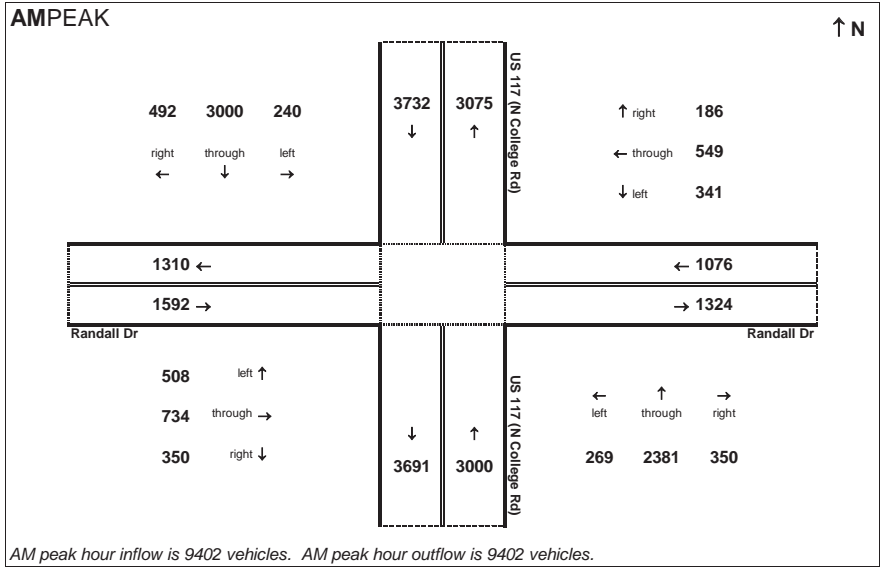 AMPEAK
↑ N
492 3000 240
right through left
← ↓ →
3732 3075
↓ ↑
US 117 (N College Rd)
↑ right 186
← through 549
↓ left 341
1310 ←
← 1076
1592 →
→ 1324
Randall Dr
Randall Dr
508 left ↑
734 through →
350 right ↓
↓ ↑
3691 3000
US 117 (N College Rd)
← ↑ →
left through right
269 2381 350
AM peak hour inflow is 9402 vehicles. AM peak hour outflow is 9402 vehicles.